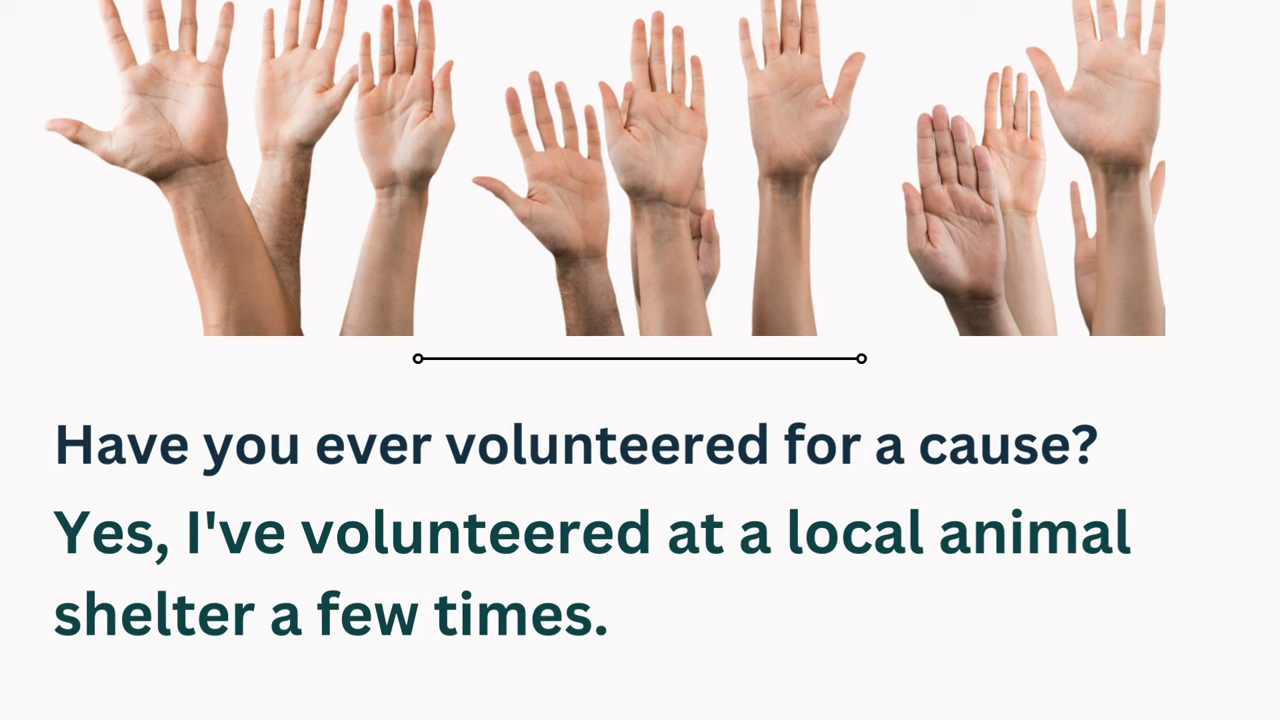 Have you ever volunteered for a cause?
Yes, I've volunteered at a local animal
shelter a few times.